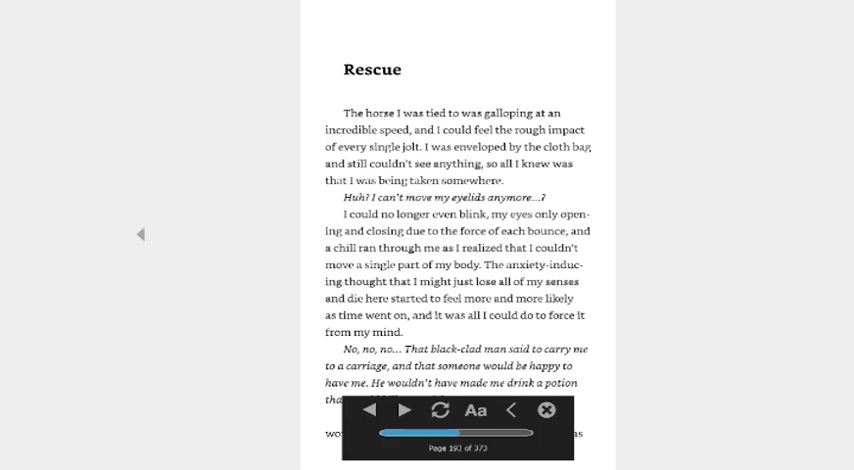 Rescue
The horse I was tied to was galloping at an
incredible speed, and I could feel the rough impact
of every single jolt. I was enveloped by the cloth bag
and still couldn't see anything, so all I knew was
that I was being taken somewhere.
Huh? I can't move my eyelids anymore...?
I could no longer even blink, my eyes only open-
ing and closing due to the force of each bounce, and
a chill ran through me as I realized that I couldn't
move a single part of my body. The anxiety-induc-
ing thought that I might just lose all of my senses
and die here started to feel more and more likely
as time went on, and it was all I could do to force it
from my mind.
No, no, no... That black-clad man said to carry me
to a carriage, and that someone would be happy to
have me. He wouldn't have made me drink a potion
Aa
Page 193 of 373